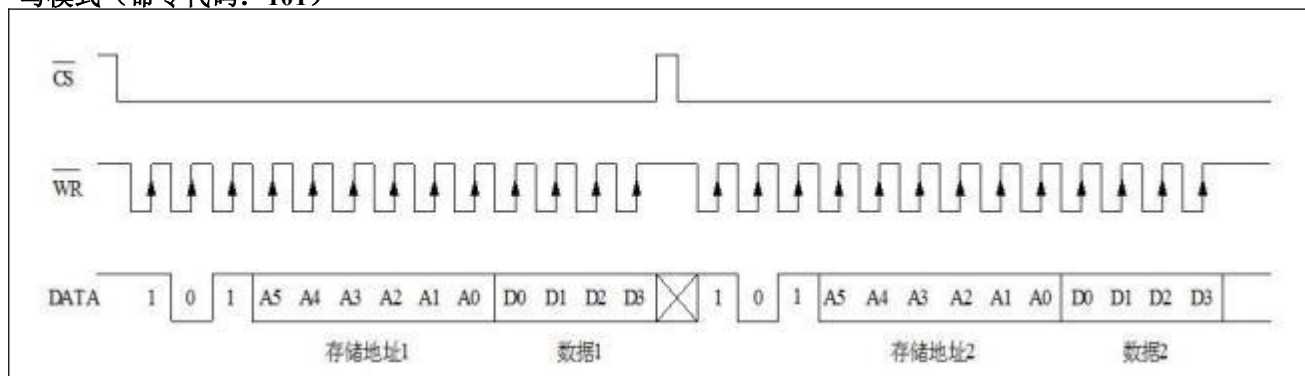 写模式（命令代码：101）
CS
WR
DATA 1 0 1 A5 A4 A3 A2 A1 A0 D0 D1 D2 D3 1 0 1 A5 A4 A3 A2 A1 A0 D0 D1 D2 D3
存储地址1 数据1 存储地址2 数据2